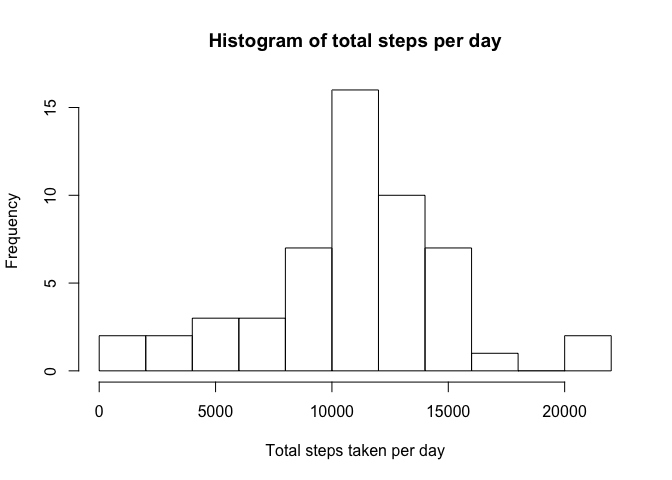 Histogram of total steps per day
Frequency
15
10
5
0
0 5000 10000 15000 20000
Total steps taken per day